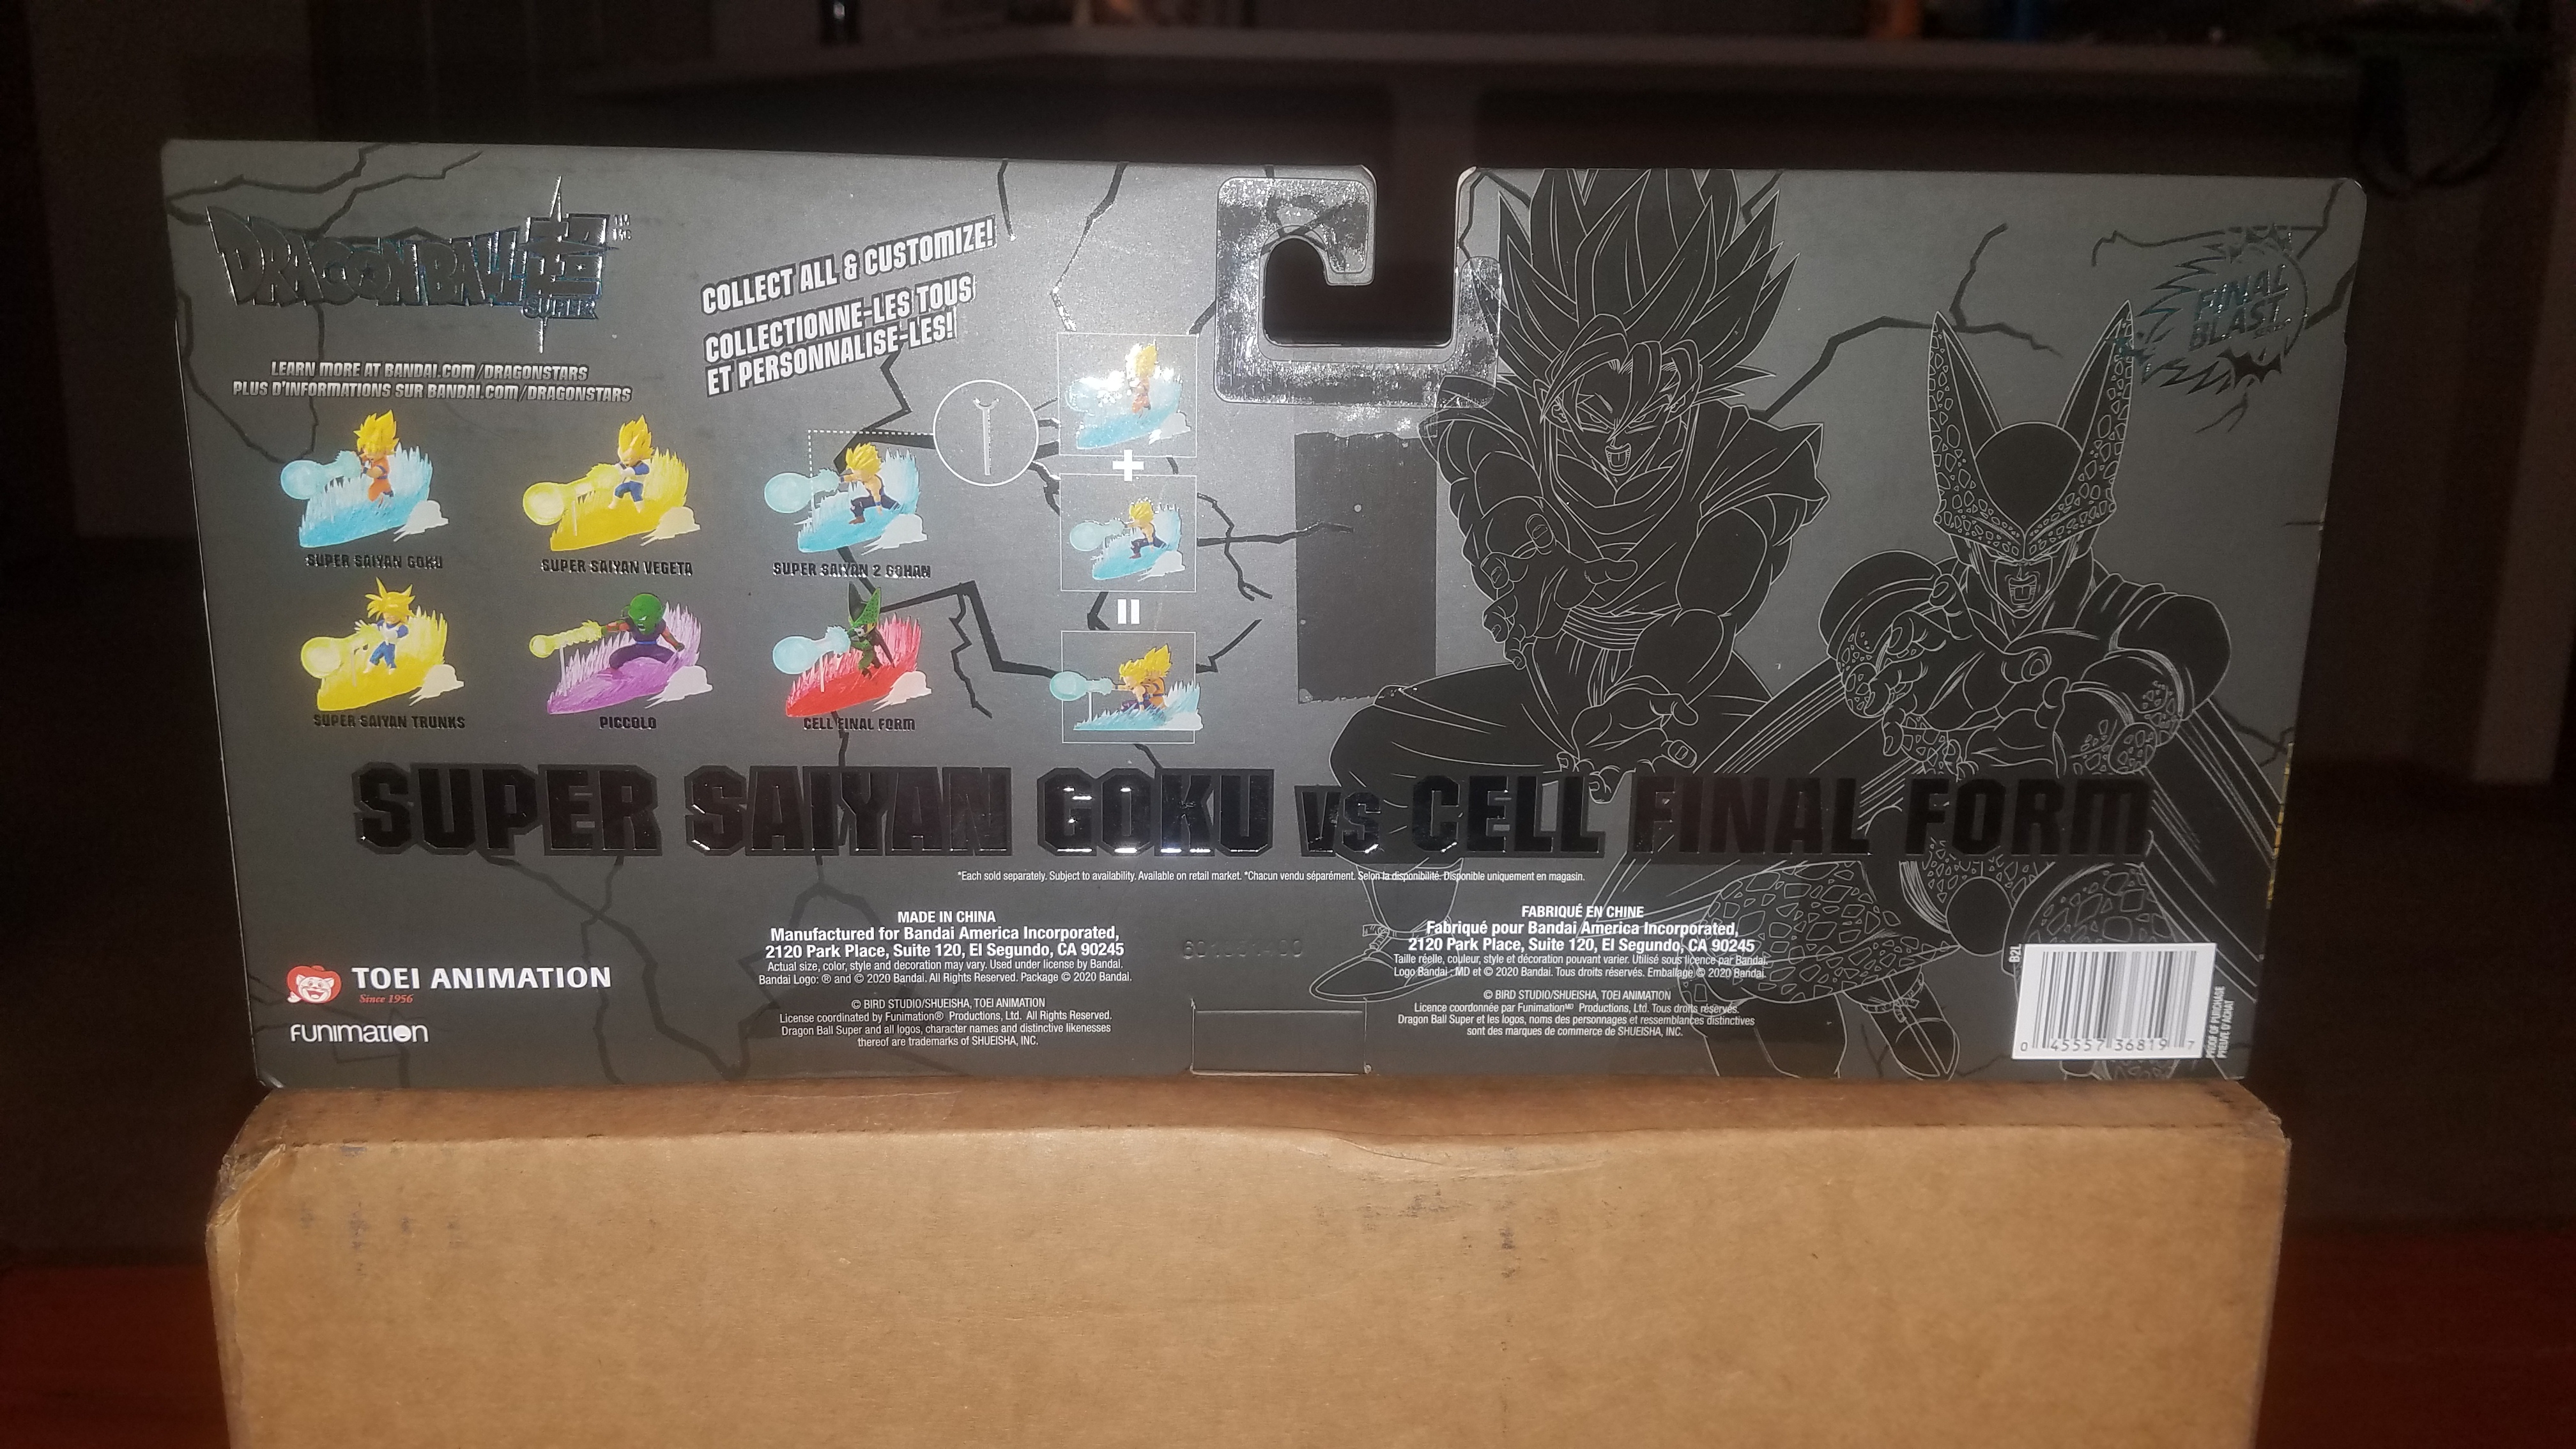 DRAGON BALL
SUPER
LEARN MORE AT BANDAI.COM/DRAGONSTARS
PLUS D'INFORMATIONS SUR BANDAI.COM/DRAGONSTARS
COLLECT ALL & CUSTOMIZE!
COLLECTIONNE-LES TOUS
ET PERSONNALISE-LES!
FINAL
BLAST
SUPER SAIYAN GOKU
SUPER SAIYAN VEGETA
SUPER SAIYAN 2 GOHAN
SUPER SAIYAN TRUNKS
PICCOLO
CELL FINAL FORM
SUPER SAIYAN GOKU VS CELL FINAL FORM
*Each sold separately. Subject to availability. Available on retail market. *Chacun vendu séparément. Selon la disponibilité. Disponible uniquement en magasin.
TOEI ANIMATION
Since 1956
FUNIMATION
MADE IN CHINA
Manufactured for Bandai America Incorporated,
2120 Park Place, Suite 120, El Segundo, CA 90245
Actual size, color, style and decoration may vary. Used under license by Bandai.
Bandai Logo: ® and © 2020 Bandai. All Rights Reserved. Package © 2020 Bandai.
© BIRD STUDIO/SHUEISHA, TOEI ANIMATION
License coordinated by Funimation® Productions, Ltd. All Rights Reserved.
Dragon Ball Super and all logos, character names and distinctive likenesses
thereof are trademarks of SHUEISHA, INC.
FABRIQUÉ EN CHINE
Fabriqué pour Bandai America Incorporated,
2120 Park Place, Suite 120, El Segundo, CA 90245
Taille réelle, couleur, style et décoration pouvant varier. Utilisé sous licence par Bandai.
Logo Bandai : MD et © 2020 Bandai. Tous droits réservés. Emballage © 2020 Bandai.
© BIRD STUDIO/SHUEISHA, TOEI ANIMATION
Licence coordonnée par Funimation MD Productions, Ltd. Tous droits réservés.
Dragon Ball Super et les logos, noms des personnages et ressemblances distinctives
sont des marques de commerce de SHUEISHA, INC.
B2L
0 45557 36819 7
PROOF OF PURCHASE
PREUVE D'ACHAT